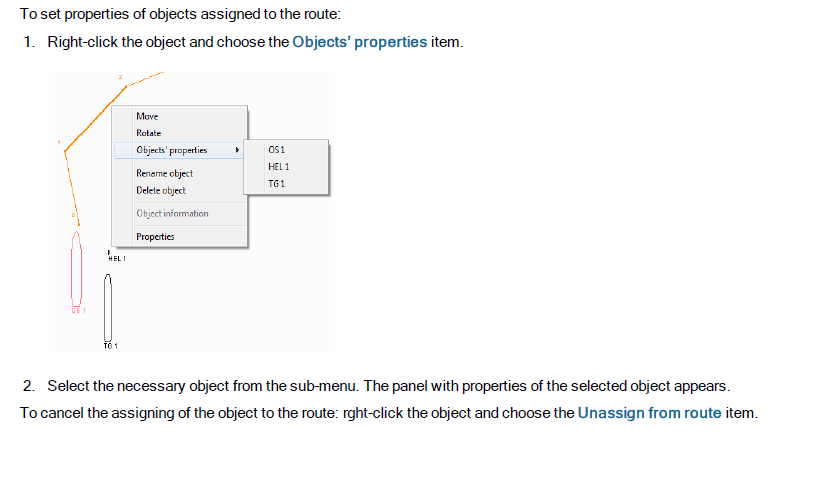 To set properties of objects assigned to the route:
1. Right-click the object and choose the Objects' properties item.
2
Move
1
Rotate
Objects' properties
OS 1
HEL 1
Rename object
TG 1
Delete object
0
Object information
Properties
HEL 1
OS 1
TG 1
2. Select the necessary object from the sub-menu. The panel with properties of the selected object appears.
To cancel the assigning of the object to the route: rght-click the object and choose the Unassign from route item.